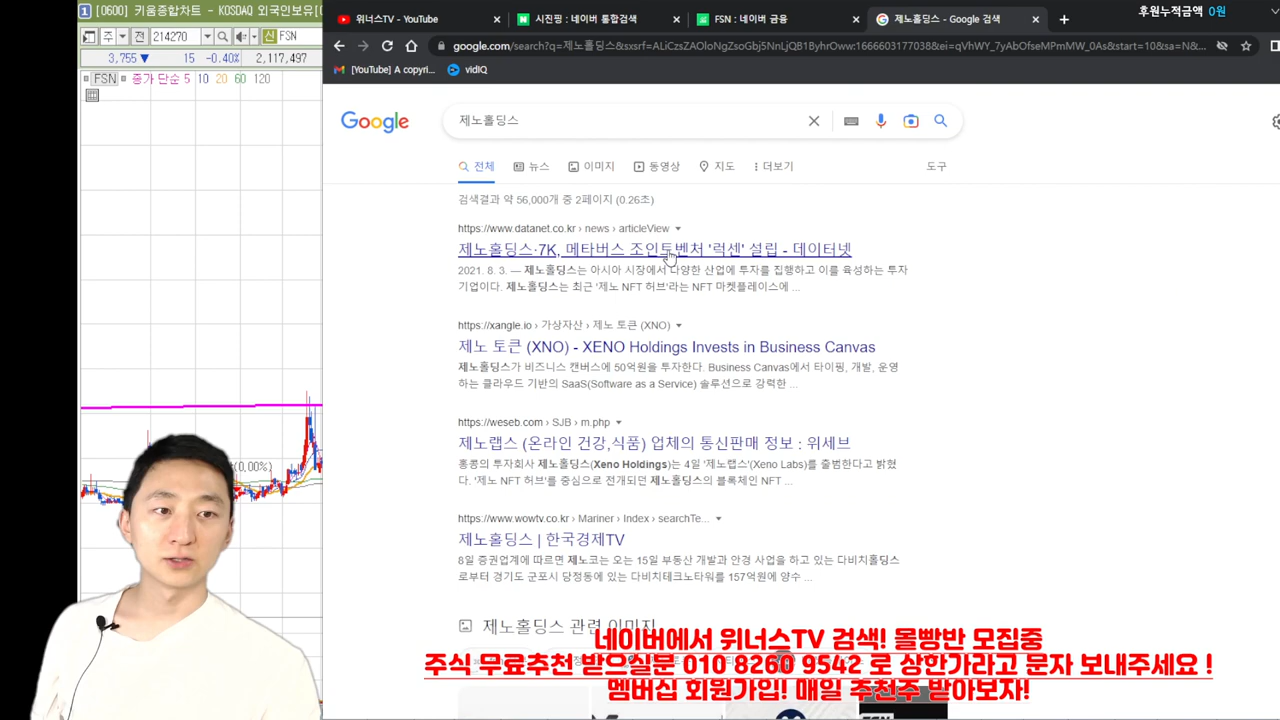 [0600] 키움종합차트 - KOSDAQ 외국인보유[
주 전 214270 신 FSN
3,755 ▼ 15 -0.40% 2,117,497
FSN 종가 단순 5 10 20 60 120
(0.00%)
위너스TV - YouTube
시진핑 : 네이버 통합검색
제노홀딩스 - Google 검색
후원누적금액 0원
[YouTube] A copyri...
vidIQ
Google
제노홀딩스
전체
뉴스
이미지
동영상
지도
더보기
도구
검색결과 약 56,000개 중 2페이지 (0.26초)
https://www.datanet.co.kr › news › articleView
제노홀딩스·7K, 메타버스 조인트벤처 '럭센' 설립 - 데이터넷
2021. 8. 3. — 제노홀딩스는 아시아 시장에서 다양한 산업에 투자를 집행하고 이를 육성하는 투자
기업이다. 제노홀딩스는 최근 '제노 NFT 허브'라는 NFT 마켓플레이스에 ...
https://xangle.io › 가상자산 › 제노 토큰 (XNO)
제노 토큰 (XNO) - XENO Holdings Invests in Business Canvas
제노홀딩스가 비즈니스 캔버스에 50억원을 투자한다. Business Canvas에서 타이핑, 개발, 운영
하는 클라우드 기반의 SaaS(Software as a Service) 솔루션으로 강력한 ...
https://weseb.com › SJB › m.php
제노랩스 (온라인 건강,식품) 업체의 통신판매 정보 : 위세브
홍콩의 투자회사 제노홀딩스(Xeno Holdings)는 4일 '제노랩스'(Xeno Labs)를 출범한다고 밝혔
다. '제노 NFT 허브'를 중심으로 전개되던 제노홀딩스의 블록체인 NFT ...
https://www.wowtv.co.kr › Mariner › Index › searchTe...
제노홀딩스 | 한국경제TV
8일 증권업계에 따르면 제노코는 오는 15일 부동산 개발과 안경 사업을 하고 있는 다비치홀딩스
로부터 경기도 군포시 당정동에 있는 다비치테크노타워를 157억원에 양수 ...
제노홀딩스 관련 이미지
네이버에서 위너스TV 검색! 몰빵반 모집중
주식 무료추천 받으실분 010 8260 9542 로 상한가라고 문자 보내주세요 !
멤버십 회원가입! 매일 추천주 받아보자!